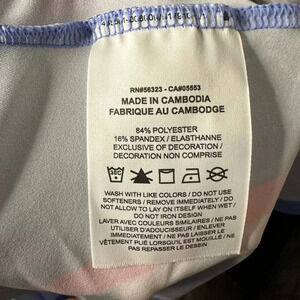 RN#56323 - CA#05553
MADE IN CAMBODIA
FABRIQUE AU CAMBODGE
84% POLYESTER
16% SPANDEX / ELASTHANNE
EXCLUSIVE OF DECORATION /
DECORATION NON COMPRISE
30C
WASH WITH LIKE COLORS / DO NOT USE
SOFTENERS / REMOVE IMMEDIATELY / DO
NOT ALLOW TO LAY ON ITSELF WHEN WET /
DO NOT IRON DESIGN
LAVER AVEC COULEURS SIMILAIRES / NE PAS
UTILISER D'ADOUCISSEUR / ENLEVER
IMMEDIATEMENT / NE PAS LAISSER LE
VÊTEMENT PLIÉ LORSQU'IL EST MOUILLÉ / NE
PAS REPASSER LE DESSIN